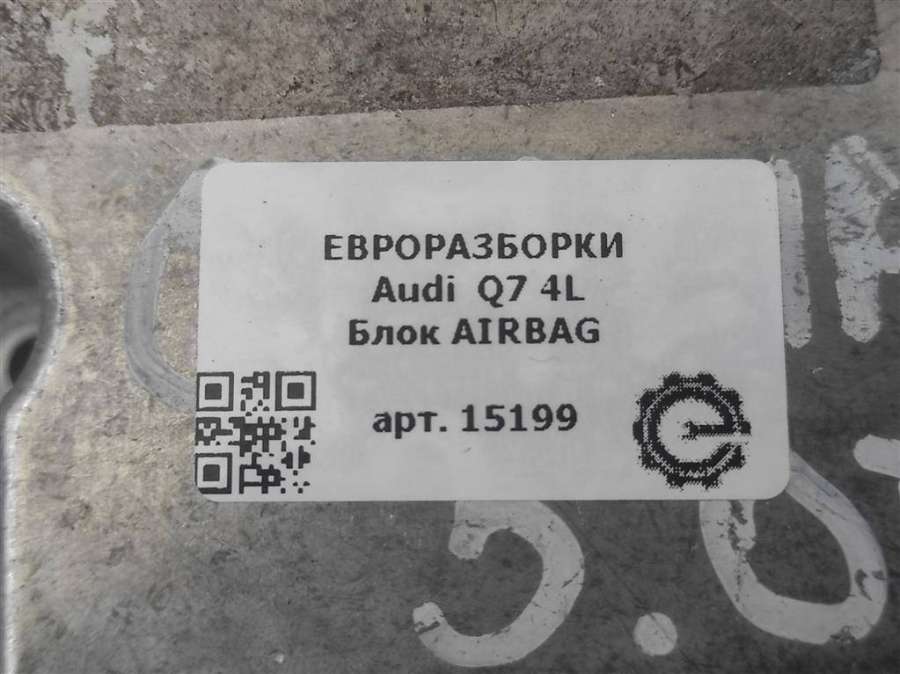 ЕВРОРАЗБОРКИ
Audi Q7 4L
Блок AIRBAG
арт. 15199